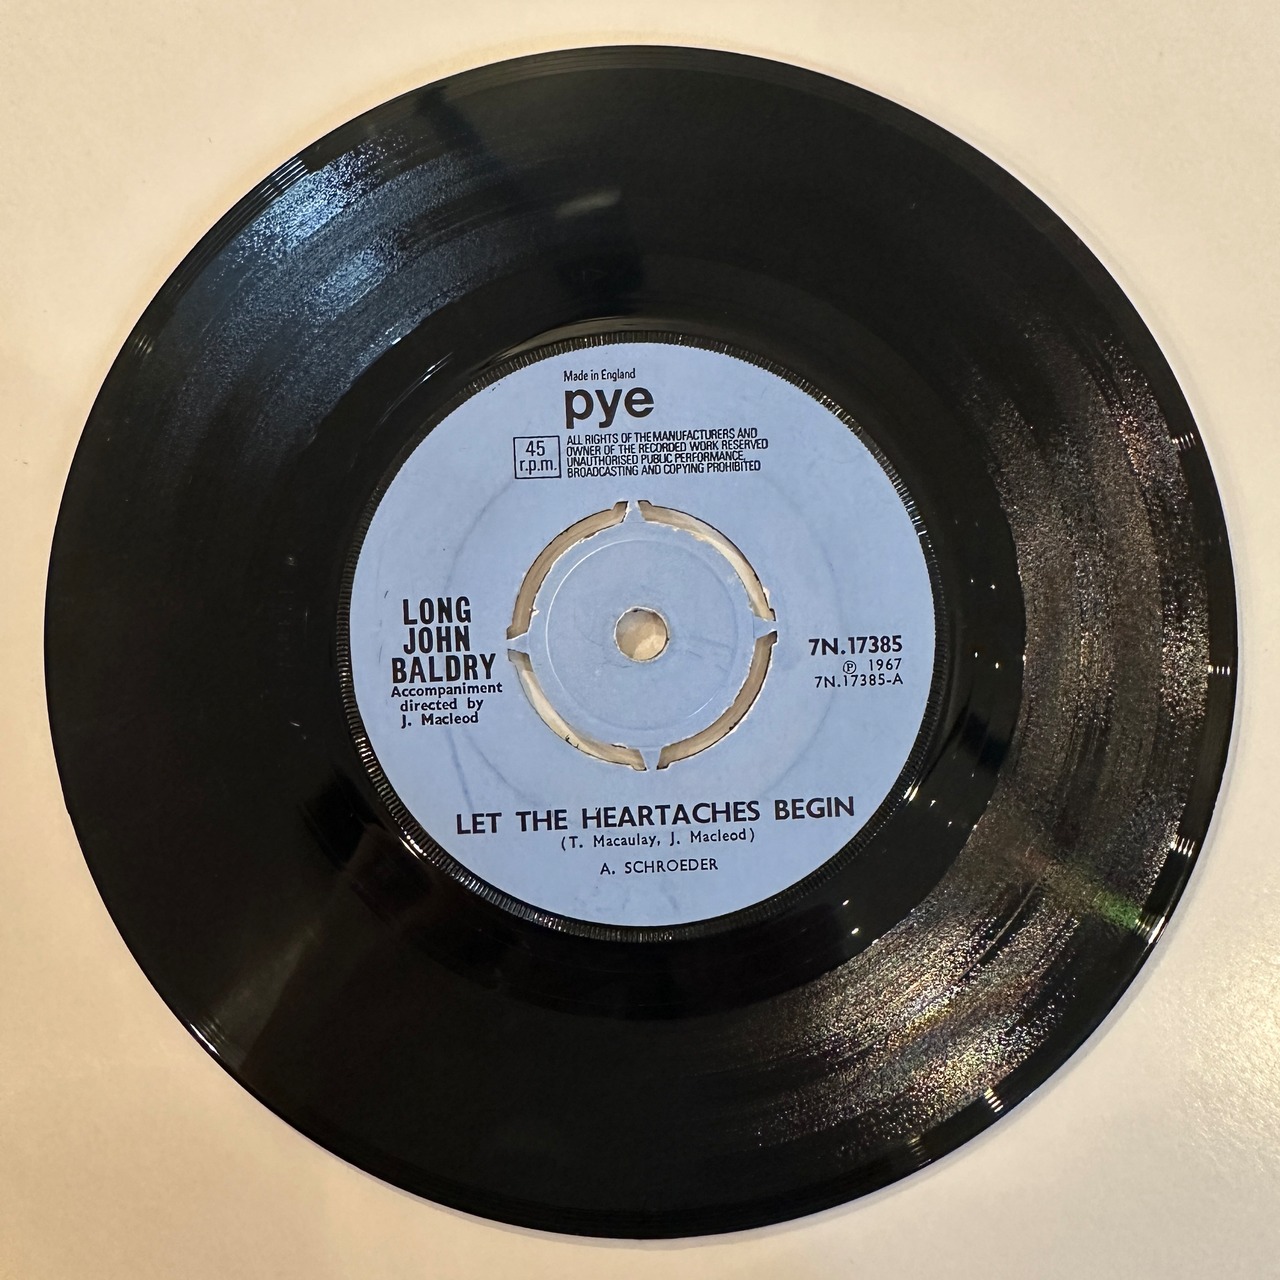 Made in England
pye
45
r.p.m.
ALL RIGHTS OF THE MANUFACTURERS AND
OWNER OF THE RECORDED WORK RESERVED
UNAUTHORISED PUBLIC PERFORMANCE,
BROADCASTING AND COPYING PROHIBITED
LONG
JOHN
BALDRY
Accompaniment
directed by
J. Macleod
7N.17385
Ⓟ 1967
7N.17385-A
LET THE HEARTACHES BEGIN
(T. Macaulay, J. Macleod)
A. SCHROEDER